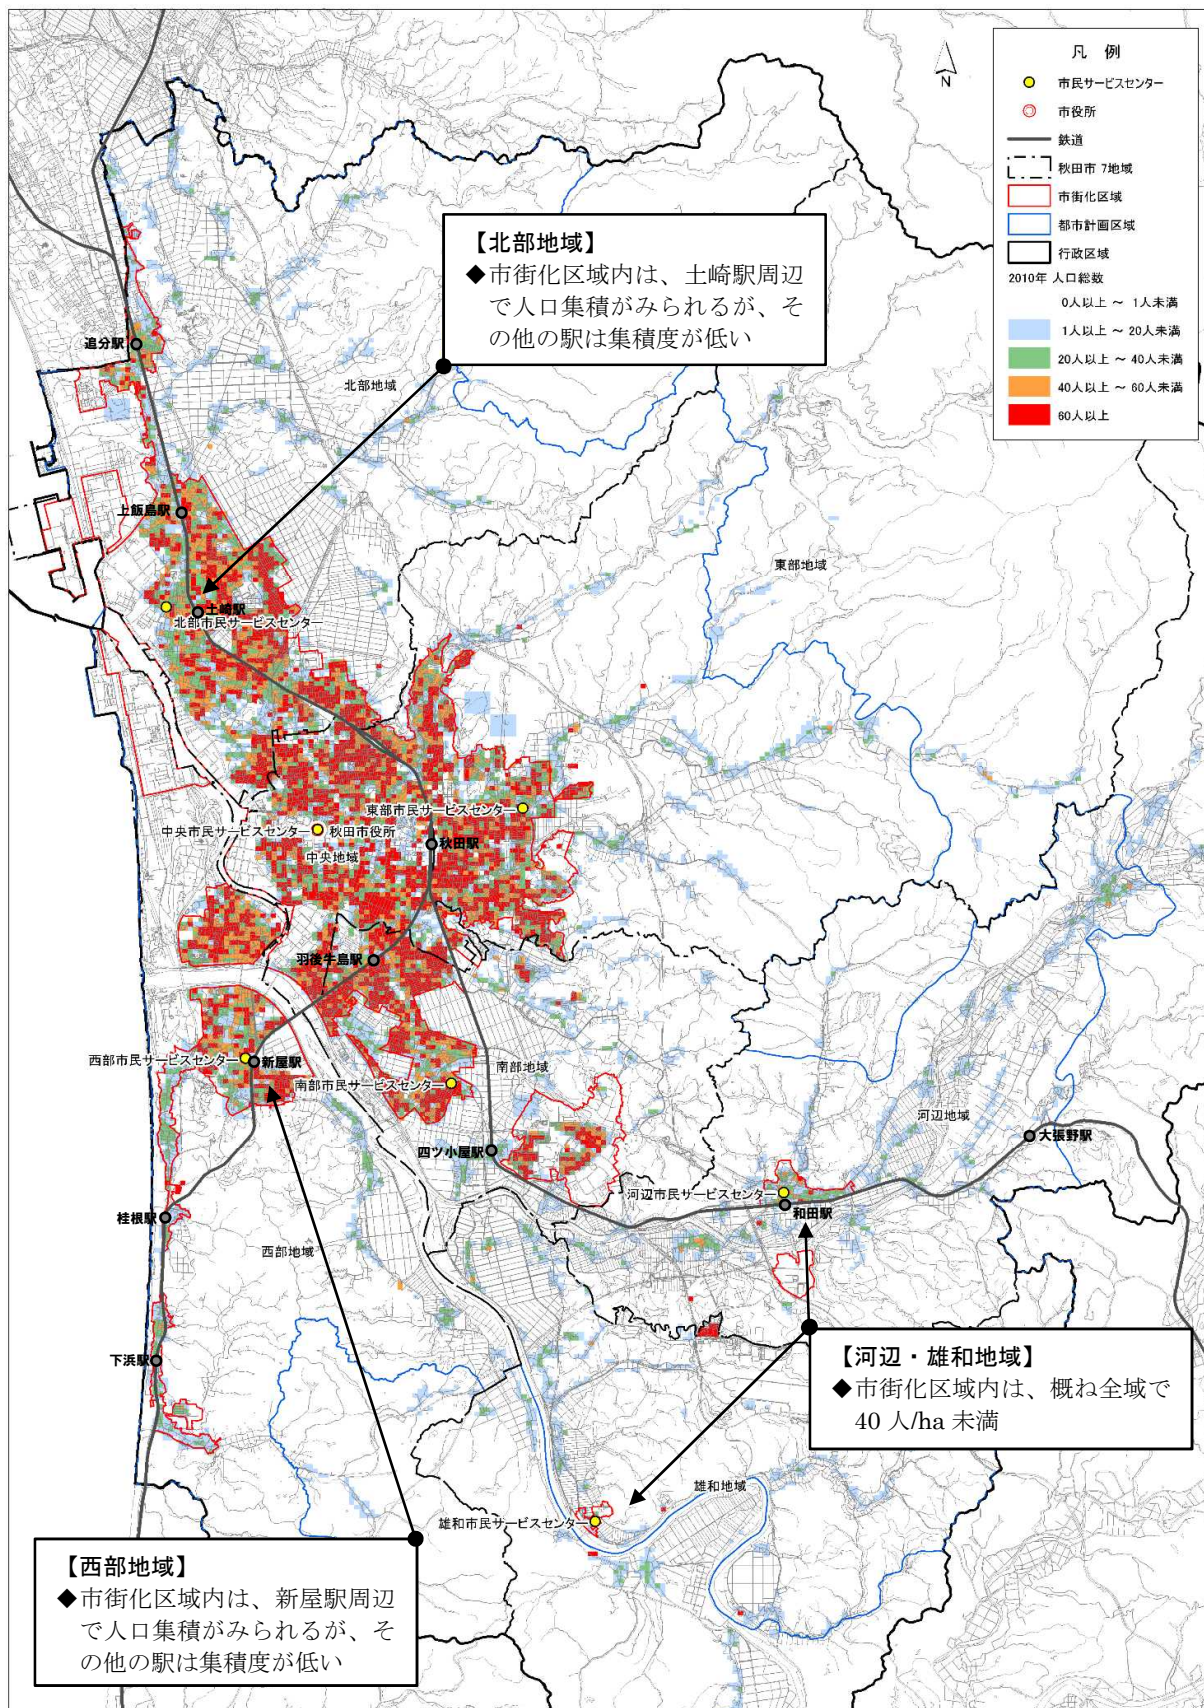 凡 例
市民サービスセンター
市役所
鉄道
秋田市 7地域
市街化区域
都市計画区域
行政区域
2010年 人口総数
0人以上 ～ 1人未満
1人以上 ～ 20人未満
20人以上 ～ 40人未満
40人以上 ～ 60人未満
60人以上
N
【北部地域】
◆市街化区域内は、土崎駅周辺
で人口集積がみられるが、そ
の他の駅は集積度が低い
追分駅
北部地域
上飯島駅
東部地域
土崎駅
北部市民サービスセンター
東部市民サービスセンター
中央市民サービスセンター
秋田市役所
秋田駅
中央地域
羽後牛島駅
西部市民サービスセンター
新屋駅
南部地域
南部市民サービスセンター
河辺地域
大張野駅
四ツ小屋駅
河辺市民サービスセンター
和田駅
桂根駅
西部地域
下浜駅
【河辺・雄和地域】
◆市街化区域内は、概ね全域で
40 人/ha 未満
雄和地域
雄和市民サービスセンター
【西部地域】
◆市街化区域内は、新屋駅周辺
で人口集積がみられるが、そ
の他の駅は集積度が低い